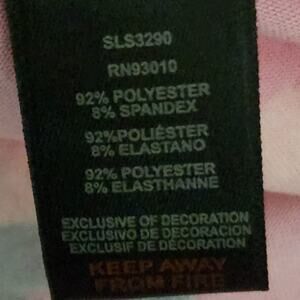 SLS3290
RN93010
92% POLYESTER
8% SPANDEX
92%POLIÉSTER
8% ELASTANO
92% POLYESTER
8% ELASTHANNE
EXCLUSIVE OF DECORATION
EXCLUSIVO DE DECORACIÓN
EXCLUSIF DE DÉCORATION
KEEP AWAY
FROM FIRE